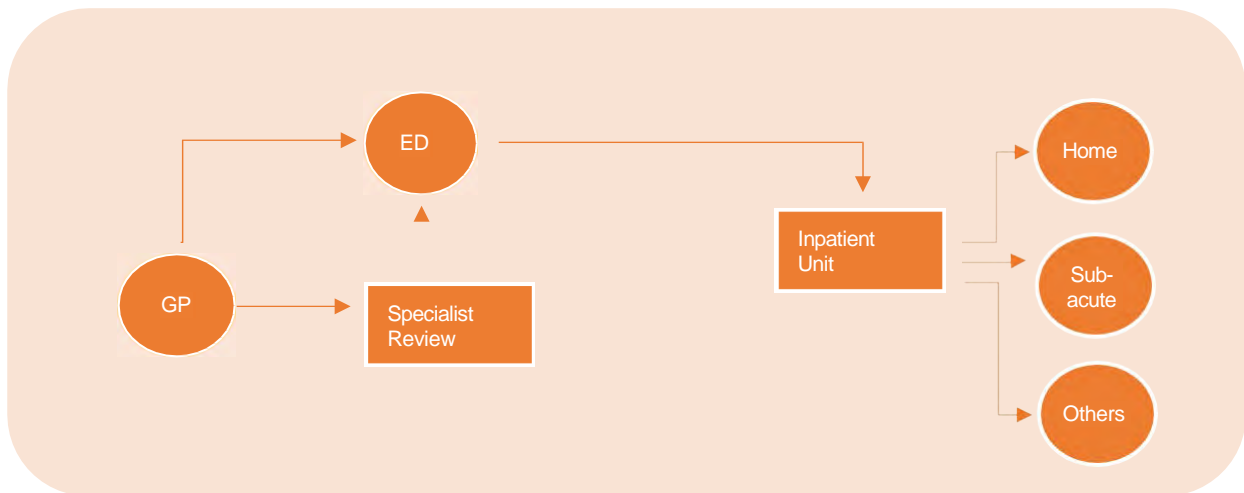 ED
Home
Inpatient
Unit
Sub-
acute
GP
Specialist
Review
Others